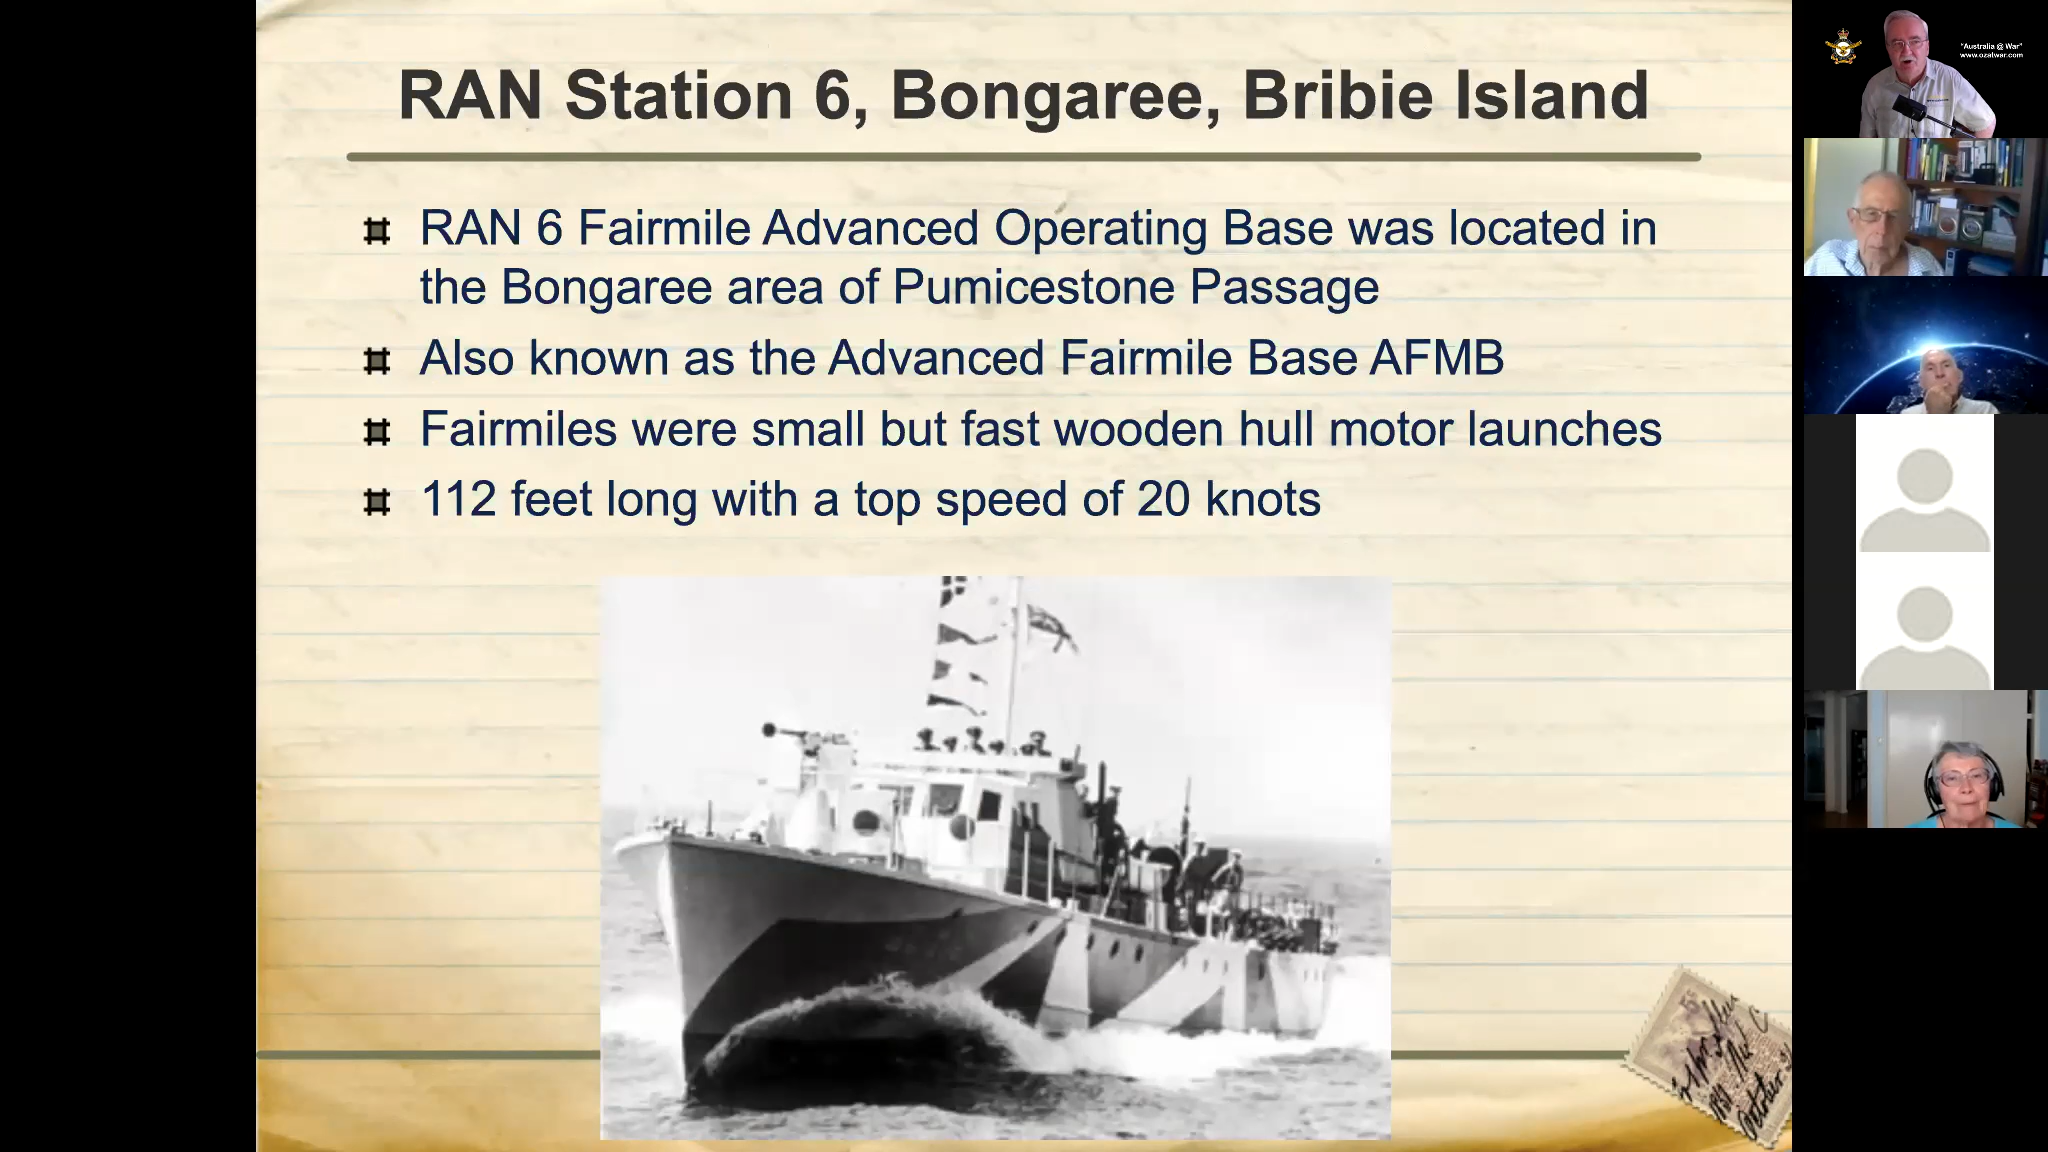 RAN Station 6, Bongaree, Bribie Island
RAN 6 Fairmile Advanced Operating Base was located in
the Bongaree area of Pumicestone Passage
Also known as the Advanced Fairmile Base AFMB
Fairmiles were small but fast wooden hull motor launches
112 feet long with a top speed of 20 knots
"Australia @ War"
www.ozatwar.com